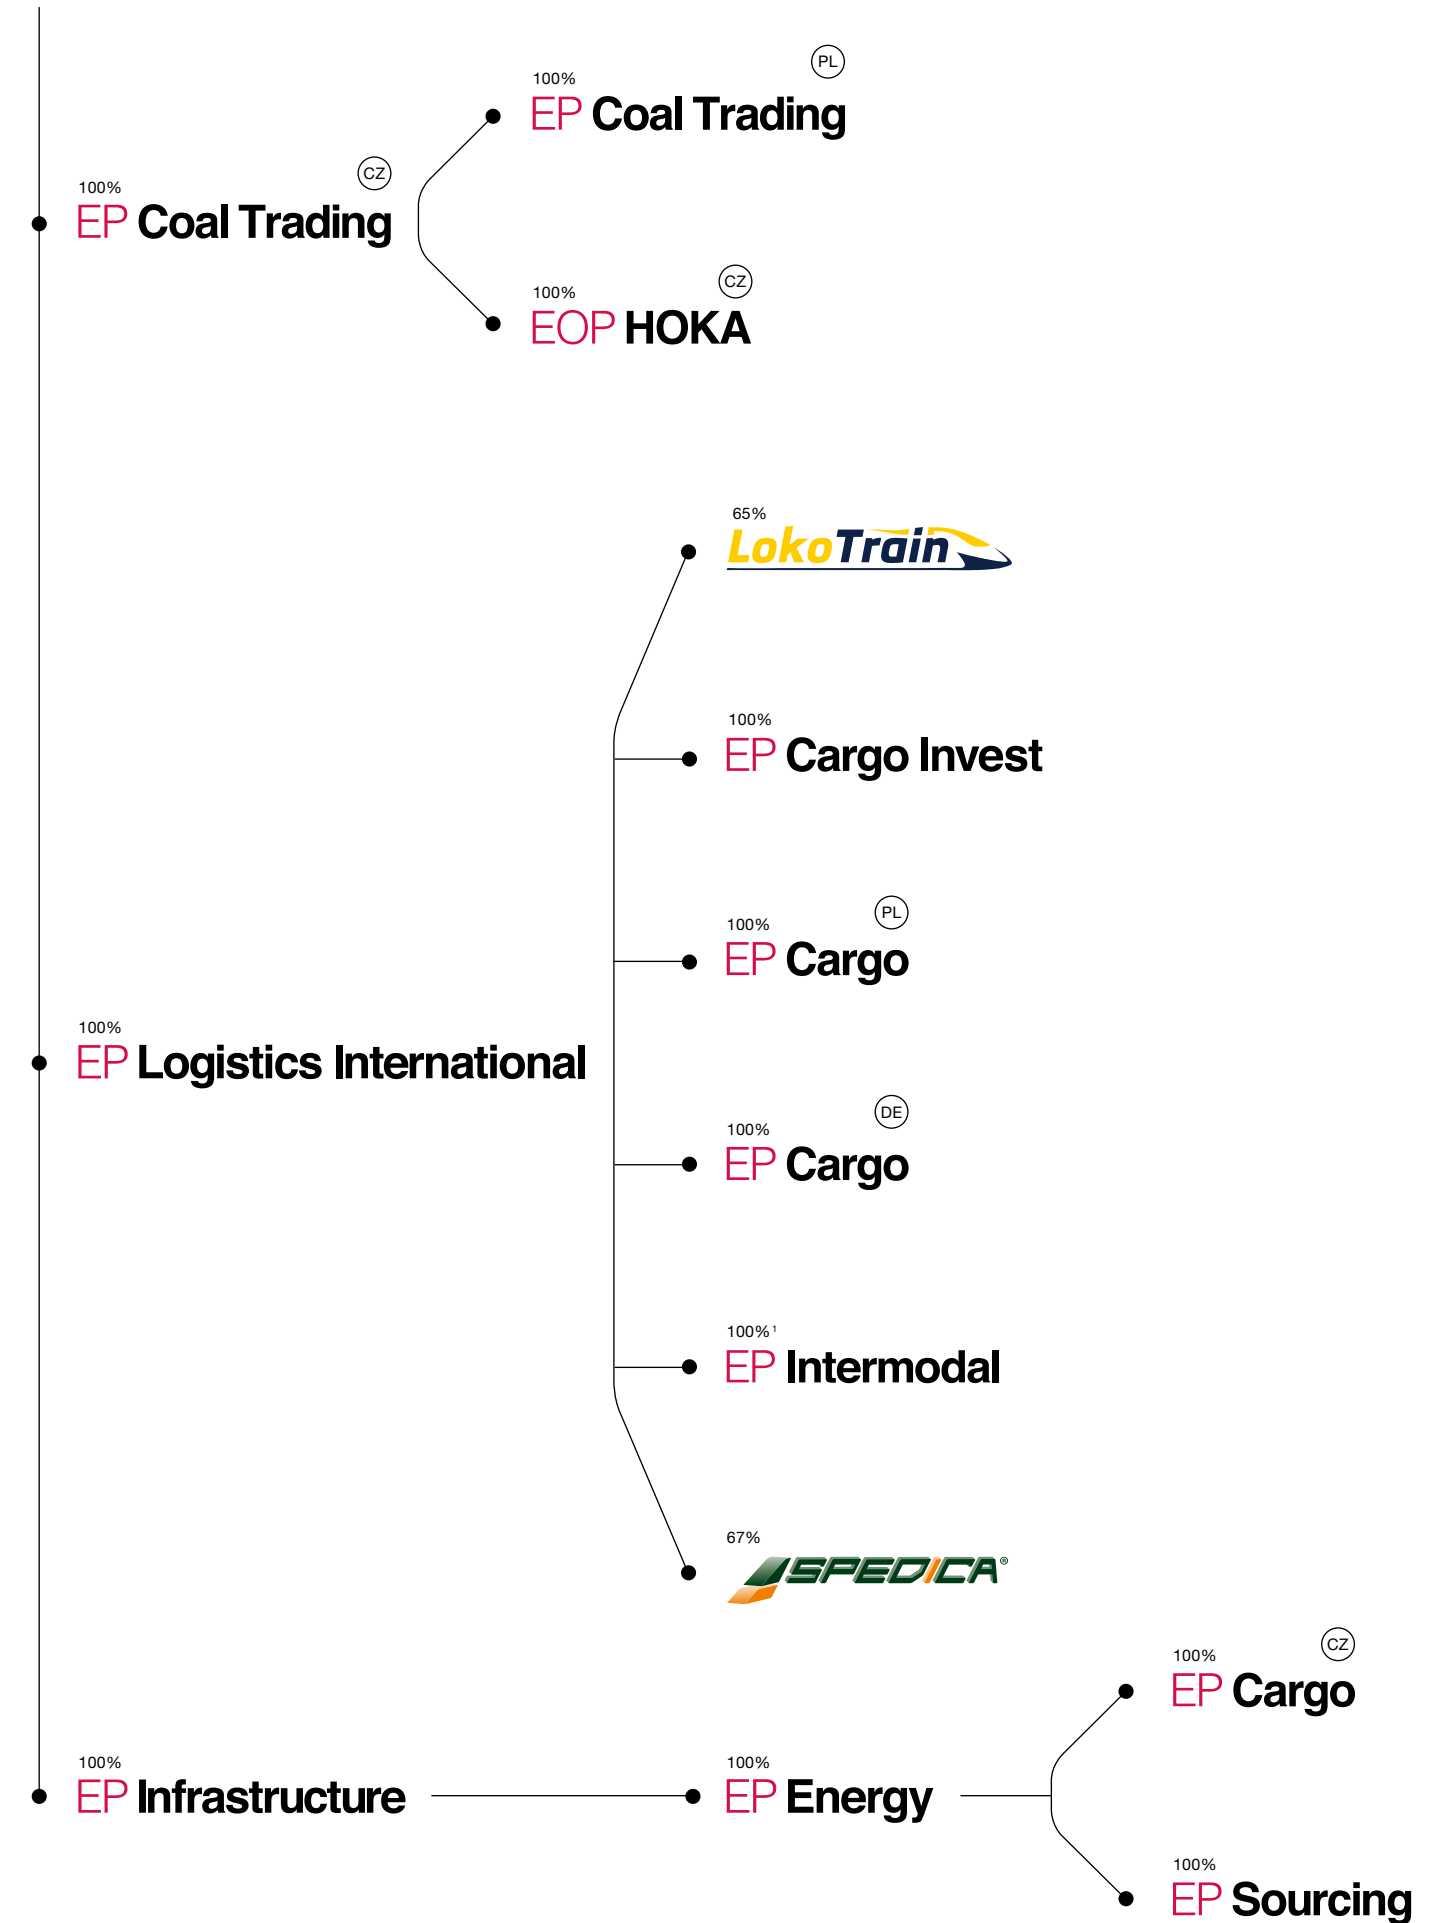 PL
100%
EP Coal Trading
CZ
100%
EP Coal Trading
CZ
100%
EOP HOKA
65%
LokoTrain
100%
EP Cargo Invest
PL
100%
EP Cargo
100%
EP Logistics International
DE
100%
EP Cargo
100%¹
EP Intermodal
67%
SPEDICA®
CZ
100%
EP Cargo
100%
EP Infrastructure
100%
EP Energy
100%
EP Sourcing